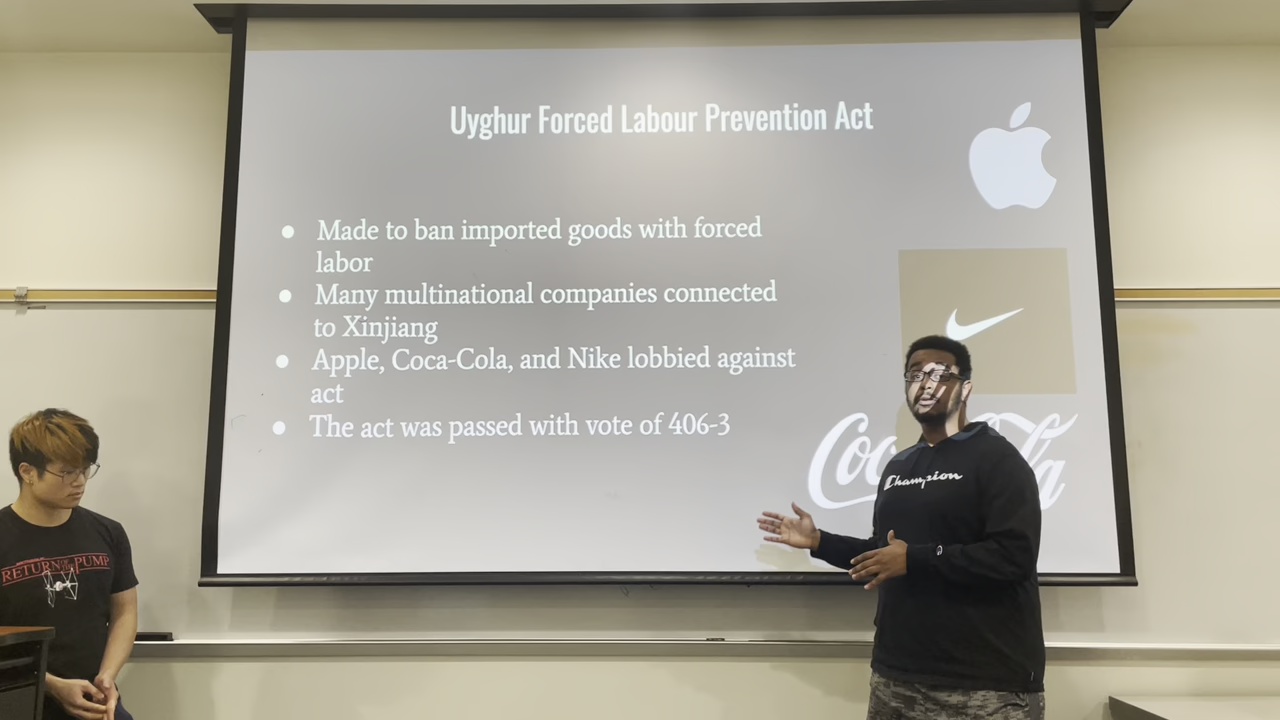 Uyghur Forced Labour Prevention Act
● Made to ban imported goods with forced
labor
● Many multinational companies connected
to Xinjiang
● Apple, Coca-Cola, and Nike lobbied against
act
● The act was passed with vote of 406-3
Champion
RETURN OF THE PUMP